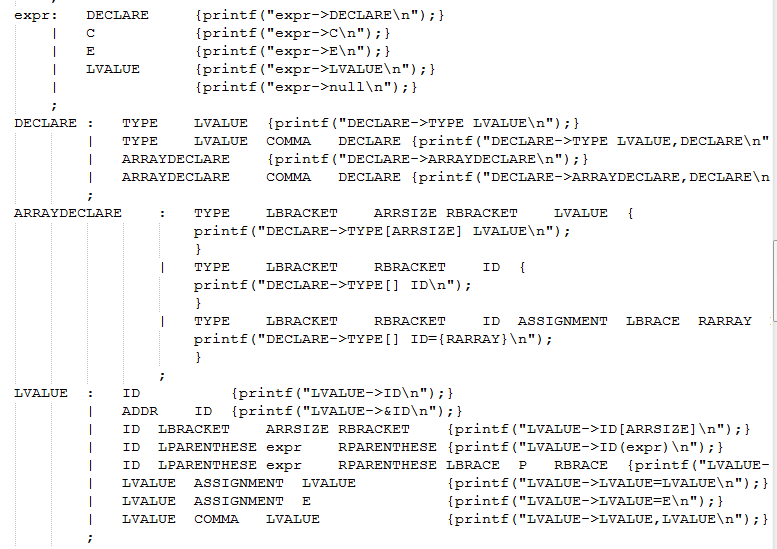 expr:   DECLARE     {printf("expr->DECLARE\n");}
    |   C           {printf("expr->C\n");}
    |   E           {printf("expr->E\n");}
    |   LVALUE      {printf("expr->LVALUE\n");}
    |               {printf("expr->null\n");}
    ;
DECLARE :   TYPE    LVALUE  {printf("DECLARE->TYPE LVALUE\n");}
        |   TYPE    LVALUE  COMMA   DECLARE {printf("DECLARE->TYPE LVALUE,DECLARE\n"
        |   ARRAYDECLARE    {printf("DECLARE->ARRAYDECLARE\n");}
        |   ARRAYDECLARE    COMMA   DECLARE {printf("DECLARE->ARRAYDECLARE,DECLARE\n
        ;
ARRAYDECLARE    :   TYPE    LBRACKET    ARRSIZE RBRACKET    LVALUE  {
                    printf("DECLARE->TYPE[ARRSIZE] LVALUE\n");
                    }
                |   TYPE    LBRACKET    RBRACKET    ID  {
                    printf("DECLARE->TYPE[] ID\n");
                    }
                |   TYPE    LBRACKET    RBRACKET    ID  ASSIGNMENT  LBRACE  RARRAY
                    printf("DECLARE->TYPE[] ID={RARRAY}\n");
                    }
                ;
LVALUE  :   ID          {printf("LVALUE->ID\n");}
        |   ADDR    ID  {printf("LVALUE->&ID\n");}
        |   ID  LBRACKET    ARRSIZE RBRACKET    {printf("LVALUE->ID[ARRSIZE]\n");}
        |   ID  LPARENTHESE expr    RPARENTHESE {printf("LVALUE->ID(expr)\n");}
        |   ID  LPARENTHESE expr    RPARENTHESE LBRACE  P   RBRACE  {printf("LVALUE-
        |   LVALUE  ASSIGNMENT  LVALUE          {printf("LVALUE->LVALUE=LVALUE\n");}
        |   LVALUE  ASSIGNMENT  E               {printf("LVALUE->LVALUE=E\n");}
        |   LVALUE  COMMA   LVALUE              {printf("LVALUE->LVALUE,LVALUE\n");}
        ;